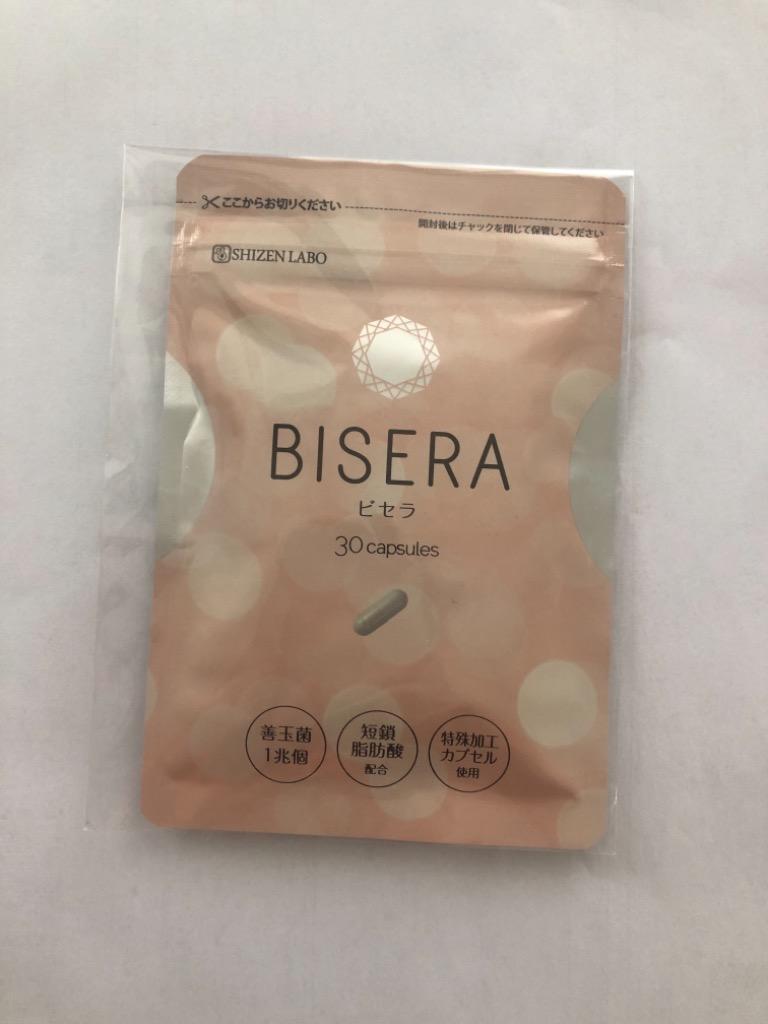 ここからお切りください
開封後はチャックを閉じて保管してください
SHIZEN LABO
BISERA
ビセラ
30 capsules
善玉菌
1兆個
短鎖
脂肪酸
配合
特殊加工
カプセル
使用